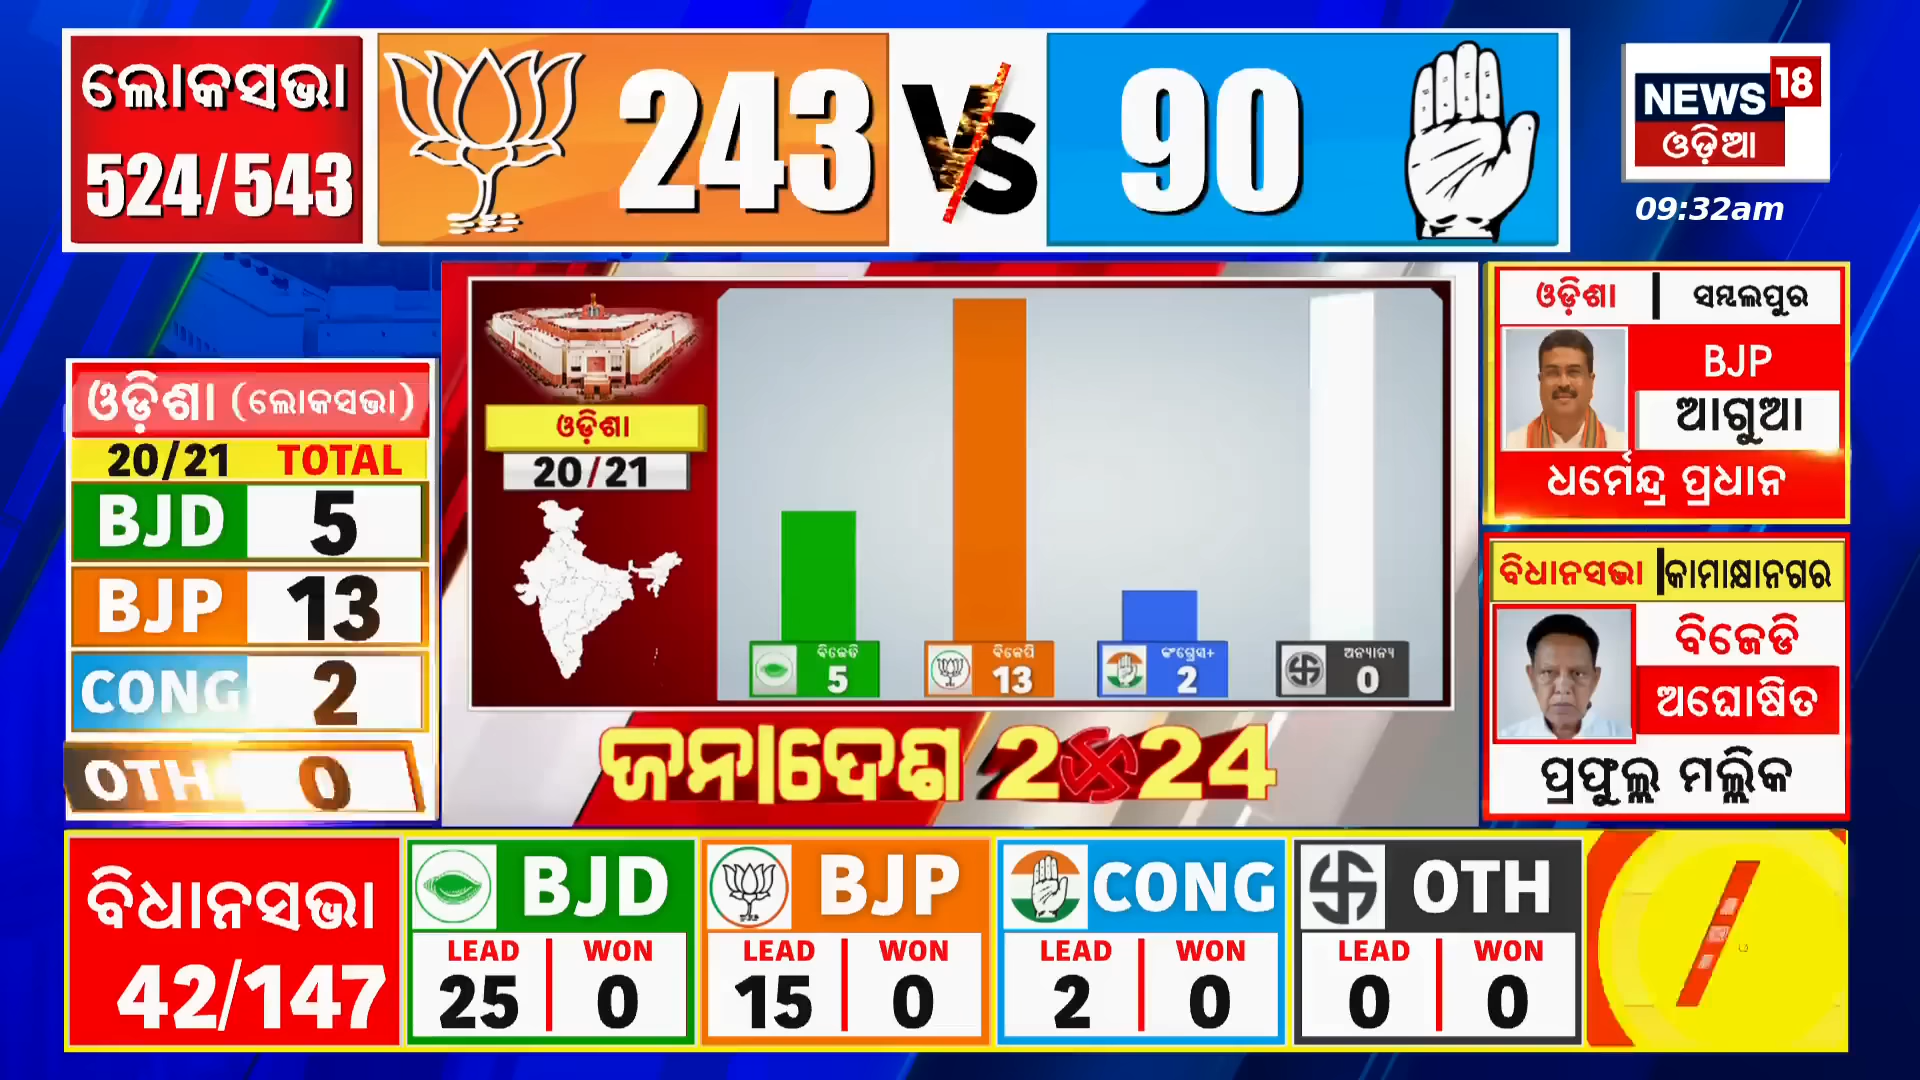 ଲୋକସଭା
524/543
243
Vs
90
NEWS 18
ଓଡ଼ିଆ
09:32am
ଓଡ଼ିଶା (ଲୋକସଭା)
20/21 TOTAL
BJD 5
BJP 13
CONG 2
OTH 0
ଓଡ଼ିଶା
20/21
ବିଜେଡି
5
ବିଜେପି
13
କଂଗ୍ରେସ+
2
ଅନ୍ୟାନ୍ୟ
0
ଜନାଦେଶ 2024
ଓଡ଼ିଶା | ସମ୍ବଲପୁର
BJP
ଆଗୁଆ
ଧର୍ମେନ୍ଦ୍ର ପ୍ରଧାନ
ବିଧାନସଭା | କାମାକ୍ଷାନଗର
ବିଜେଡି
ଅଘୋଷିତ
ପ୍ରଫୁଲ୍ଲ ମଲ୍ଲିକ
ବିଧାନସଭା
42/147
BJD
LEAD WON
25 0
BJP
LEAD WON
15 0
CONG
LEAD WON
2 0
OTH
LEAD WON
0 0